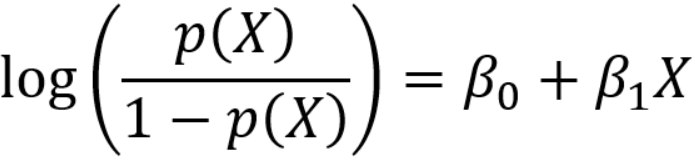 log(p(X)/(1 − p(X))) = β₀ + β₁X